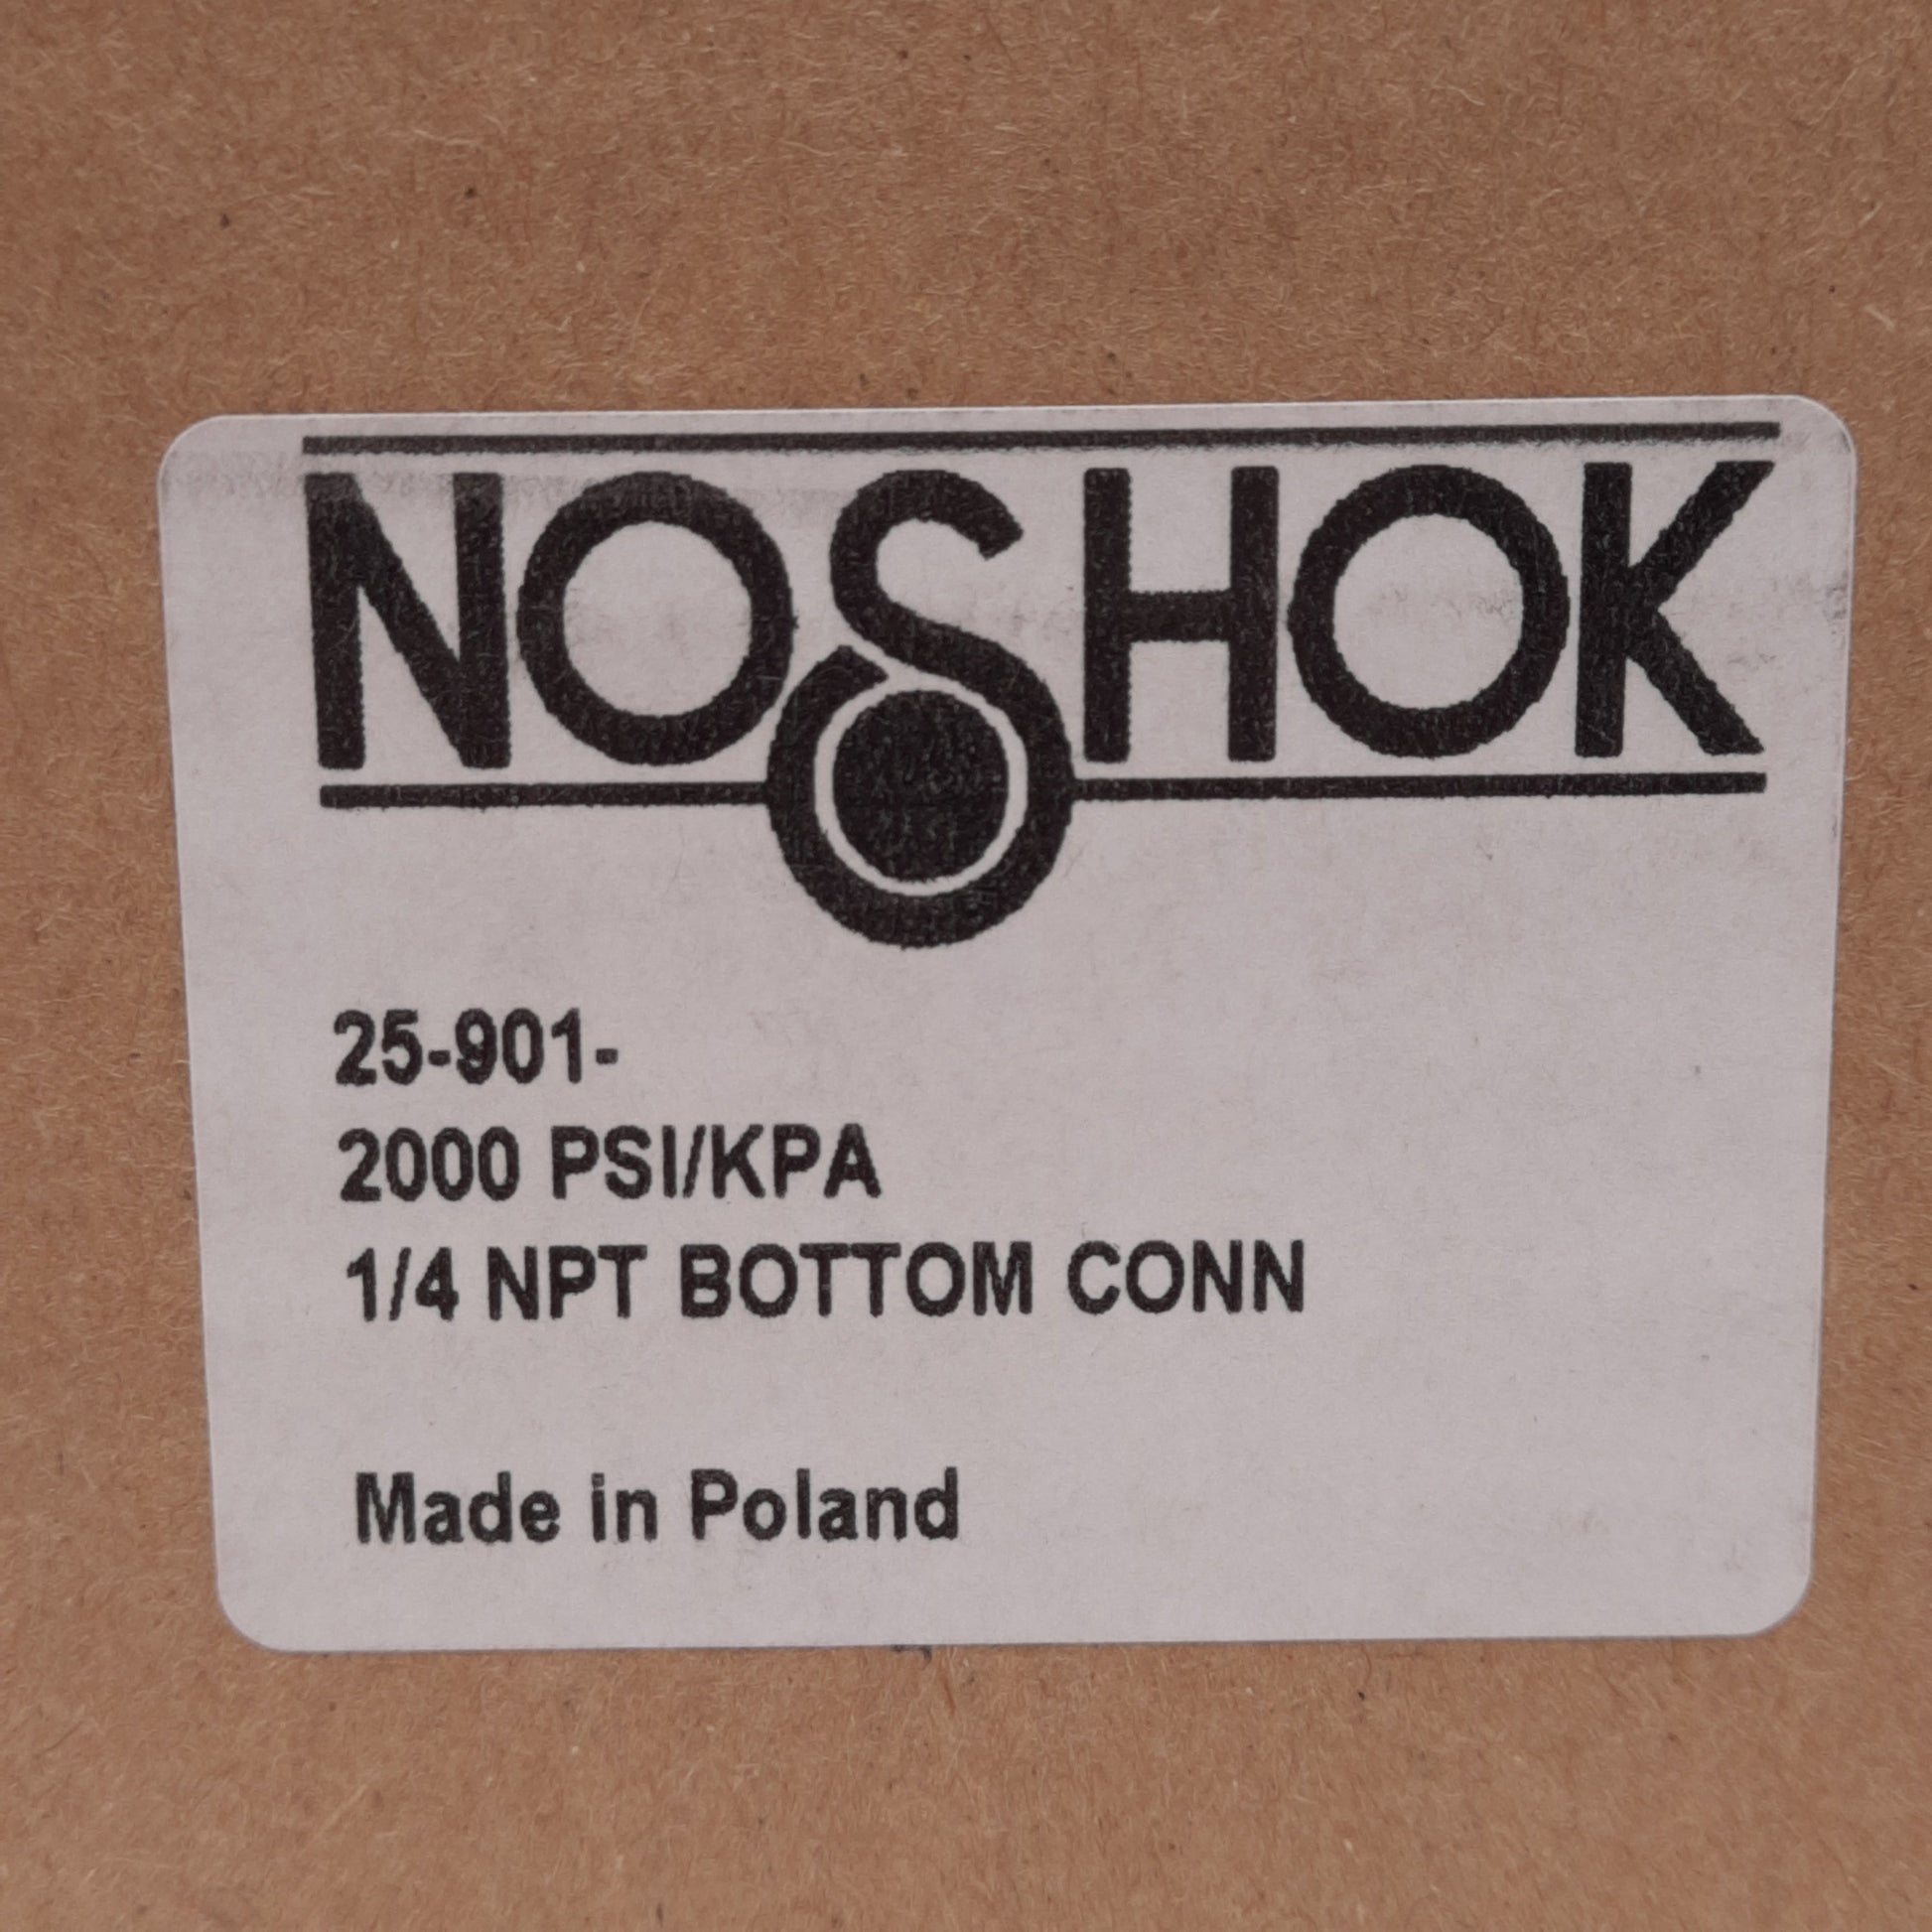 NOSHOK
25-901-
2000 PSI/KPA
1/4 NPT BOTTOM CONN
Made in Poland